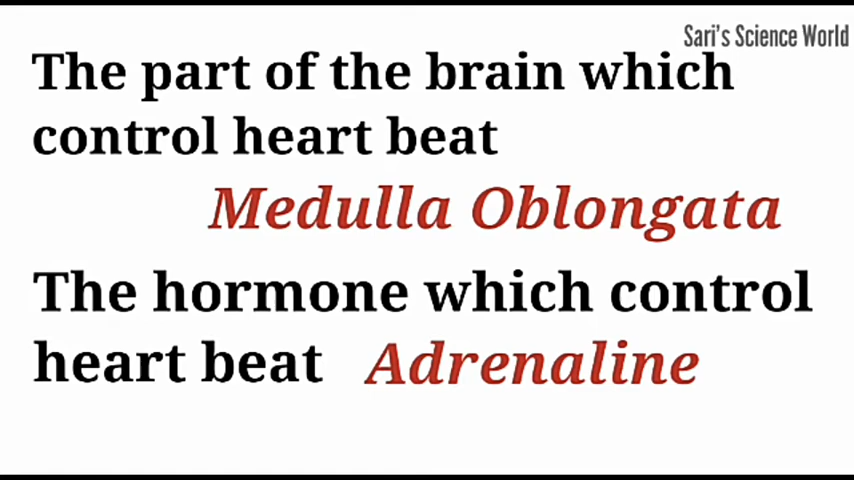 Sari's Science World
The part of the brain which
control heart beat
Medulla Oblongata
The hormone which control
heart beat Adrenaline